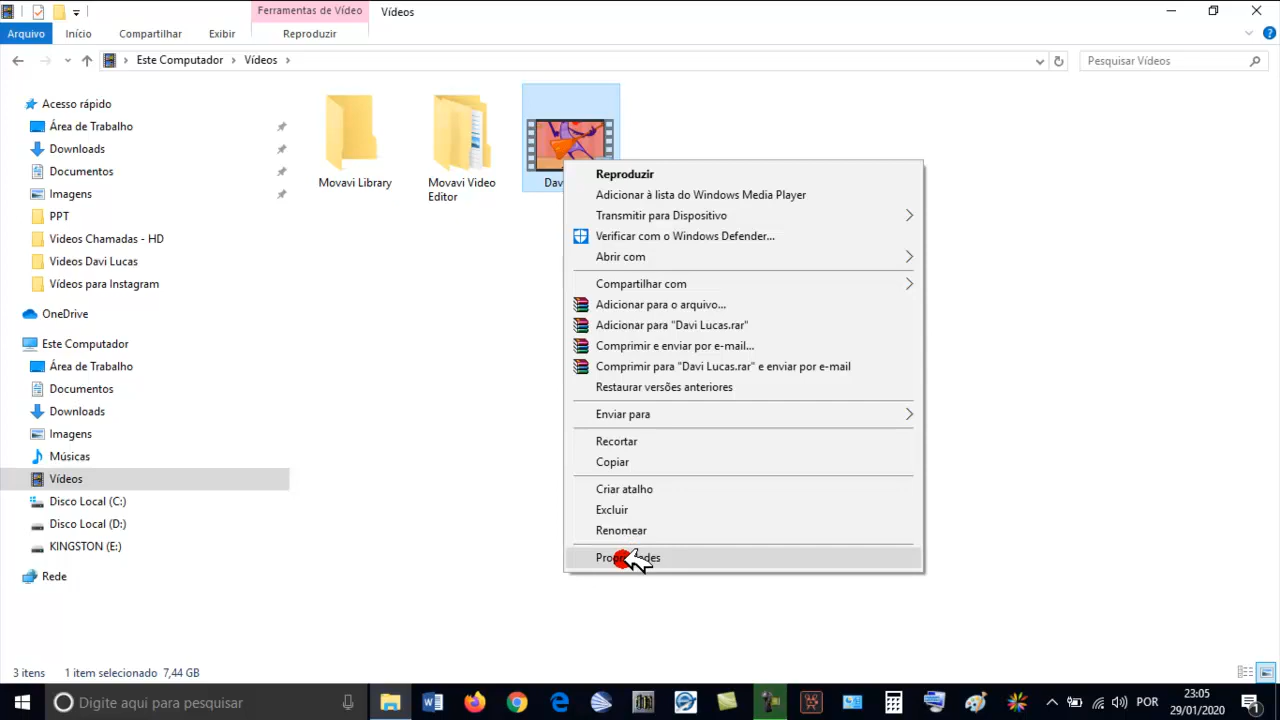 Ferramentas de Vídeo
Vídeos
Arquivo
Início
Compartilhar
Exibir
Reproduzir
Este Computador
Vídeos
Pesquisar Vídeos
Acesso rápido
Área de Trabalho
Downloads
Documentos
Imagens
PPT
Videos Chamadas - HD
Videos Davi Lucas
Vídeos para Instagram
OneDrive
Este Computador
Área de Trabalho
Documentos
Downloads
Imagens
Músicas
Vídeos
Disco Local (C:)
Disco Local (D:)
KINGSTON (E:)
Rede
Movavi Library
Movavi Video
Editor
Reproduzir
Adicionar à lista do Windows Media Player
Transmitir para Dispositivo
Verificar com o Windows Defender...
Abrir com
Compartilhar com
Adicionar para o arquivo...
Adicionar para "Davi Lucas.rar"
Comprimir e enviar por e-mail...
Comprimir para "Davi Lucas.rar" e enviar por e-mail
Restaurar versões anteriores
Enviar para
Recortar
Copiar
Criar atalho
Excluir
Renomear
3 itens
1 item selecionado 7,44 GB
Digite aqui para pesquisar
POR
23:05
29/01/2020